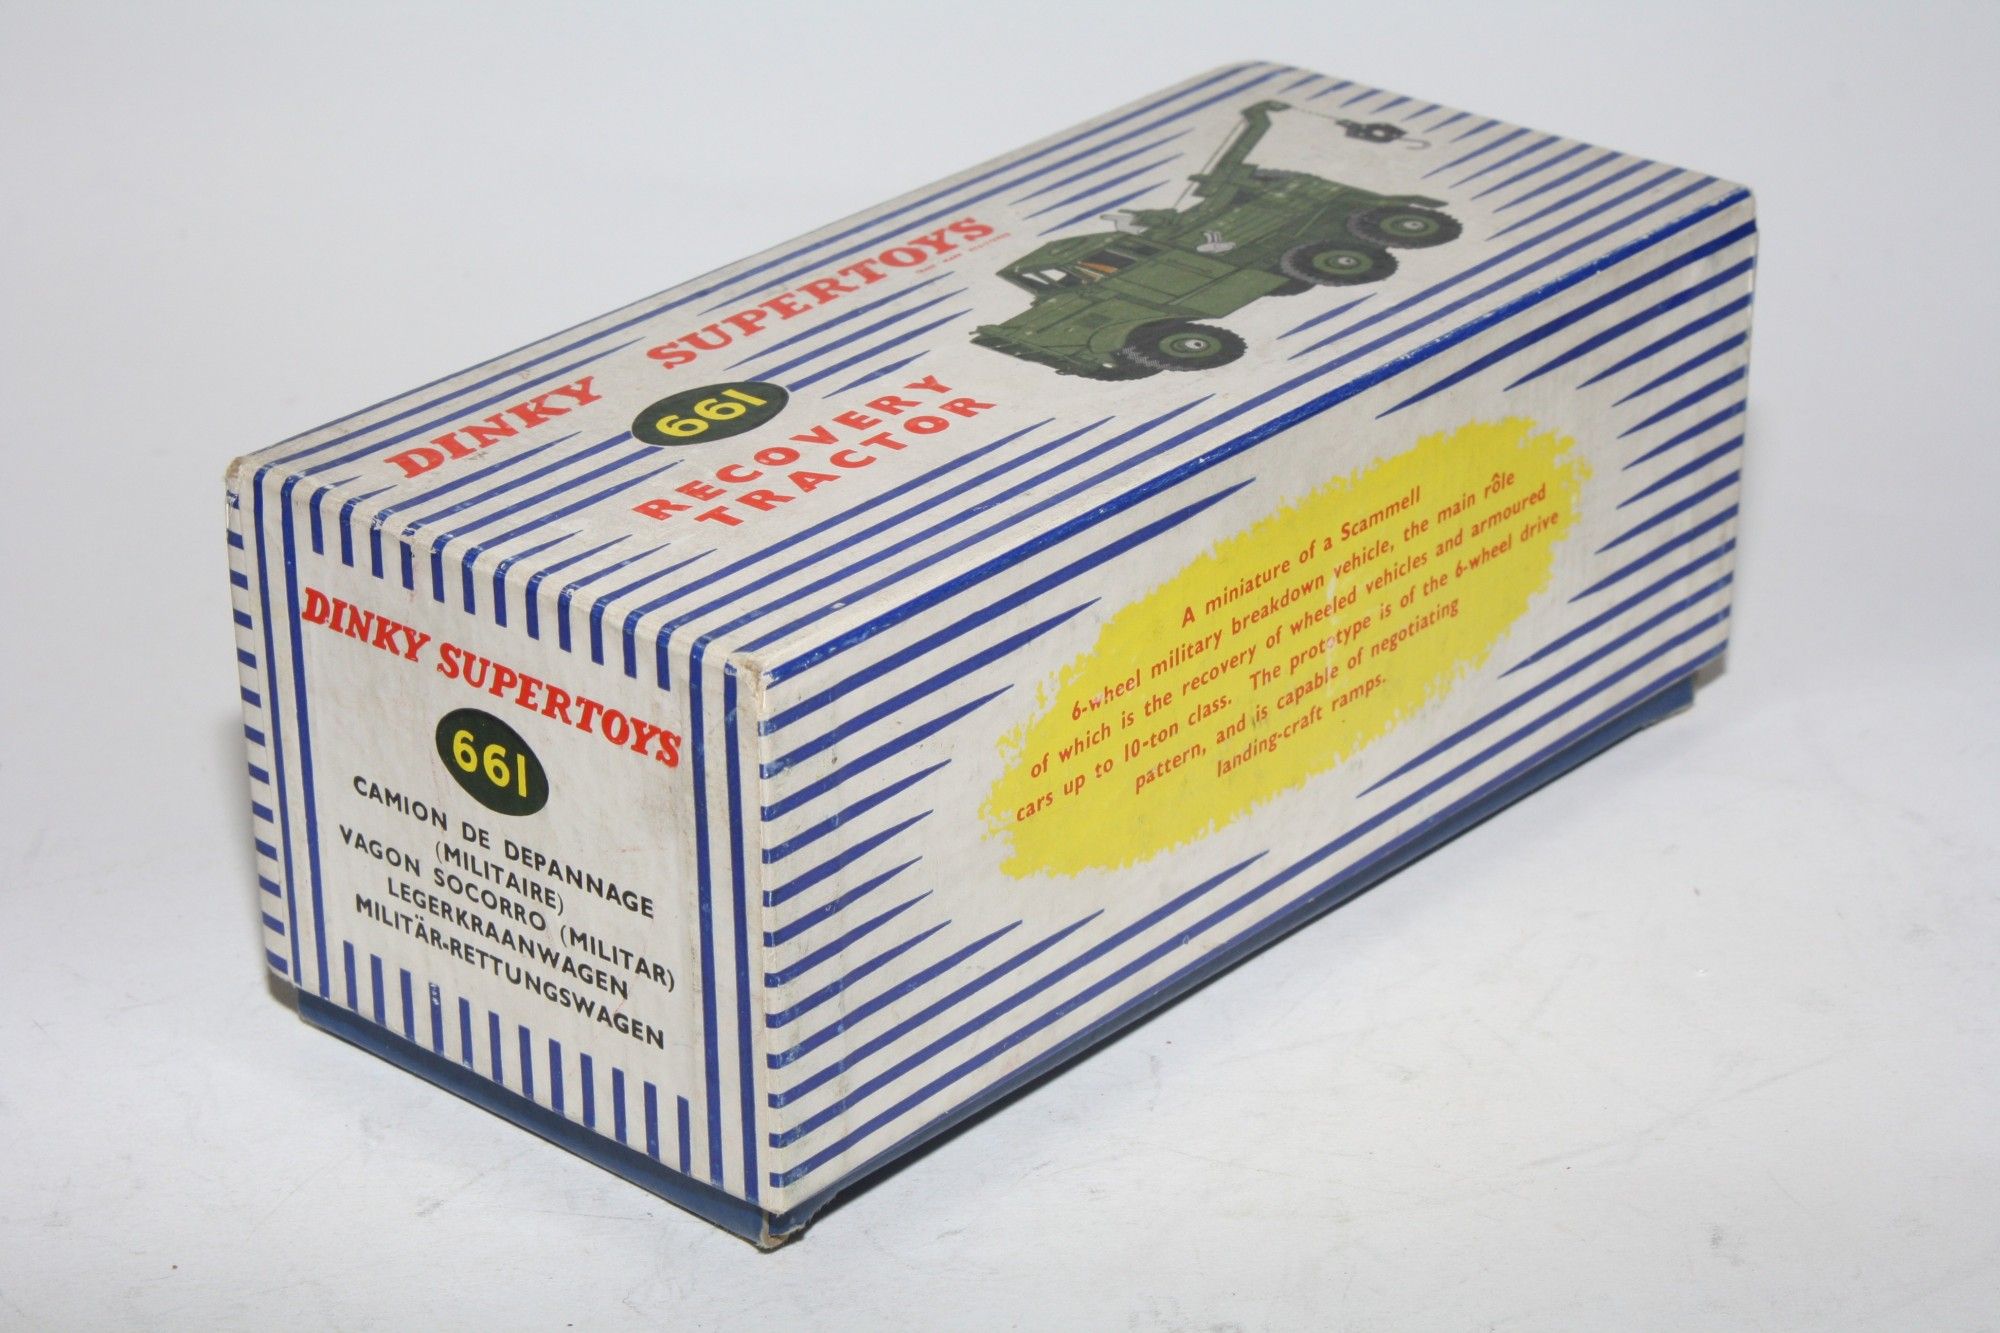 DINKY SUPERTOYS
TRADE MARK REGISTERED
661
RECOVERY
TRACTOR
DINKY SUPERTOYS
661
CAMION DE DEPANNAGE
(MILITAIRE)
VAGON SOCORRO (MILITAR)
LEGERKRAANWAGEN
MILITÄR-RETTUNGSWAGEN
A miniature of a Scammell
6-wheel military breakdown vehicle, the main rôle
of which is the recovery of wheeled vehicles and armoured
cars up to 10-ton class. The prototype is of the 6-wheel drive
pattern, and is capable of negotiating
landing-craft ramps.